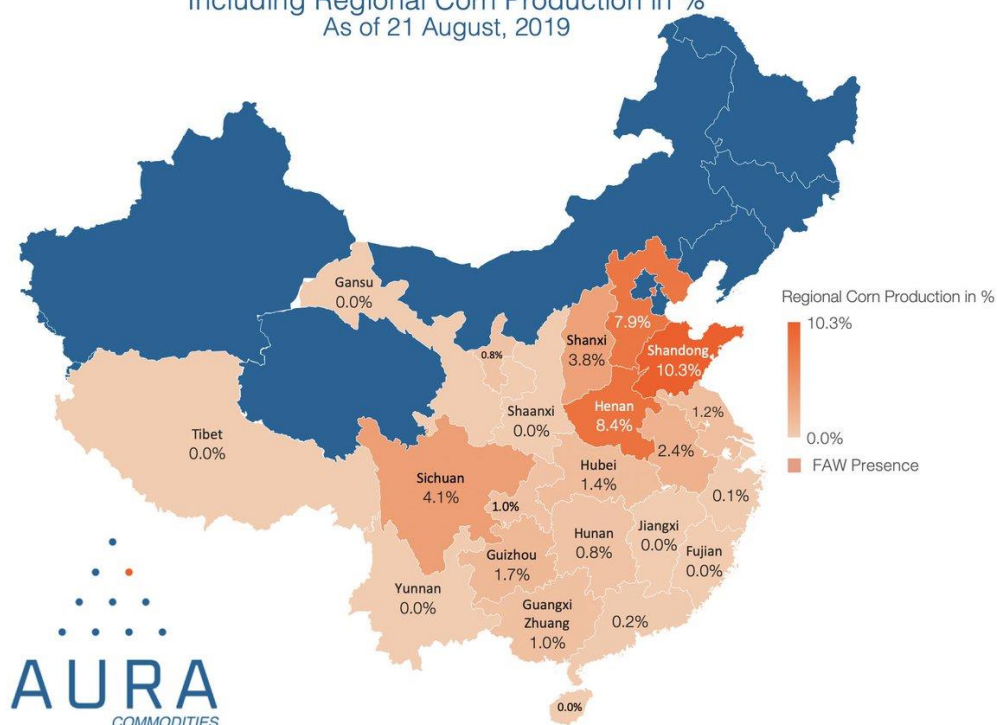 Including Regional Corn Production in %
As of 21 August, 2019
Gansu
0.0%
Regional Corn Production in %
10.3%
0.0%
FAW Presence
7.9%
Shanxi
3.8%
Shandong
10.3%
0.8%
Henan
8.4%
Shaanxi
0.0%
1.2%
Tibet
0.0%
2.4%
Hubei
1.4%
Sichuan
4.1%
1.0%
0.1%
Hunan
0.8%
Jiangxi
0.0%
Fujian
0.0%
Guizhou
1.7%
Yunnan
0.0%
Guangxi
Zhuang
1.0%
0.2%
0.0%
AURA
COMMODITIES